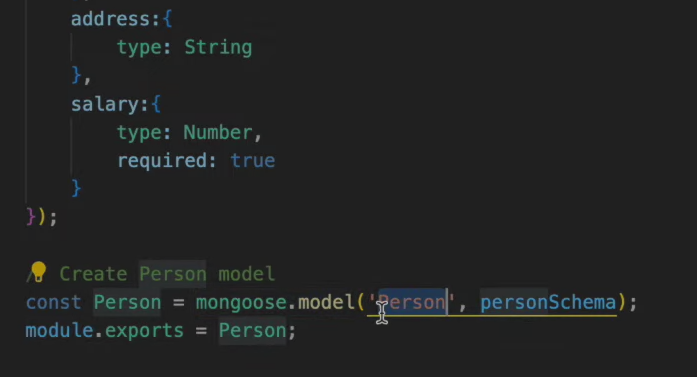 address:{
type: String
},
salary:{
type: Number,
required: true
}
});
/ Create Person model
const Person = mongoose.model('Person', personSchema);
module.exports = Person;